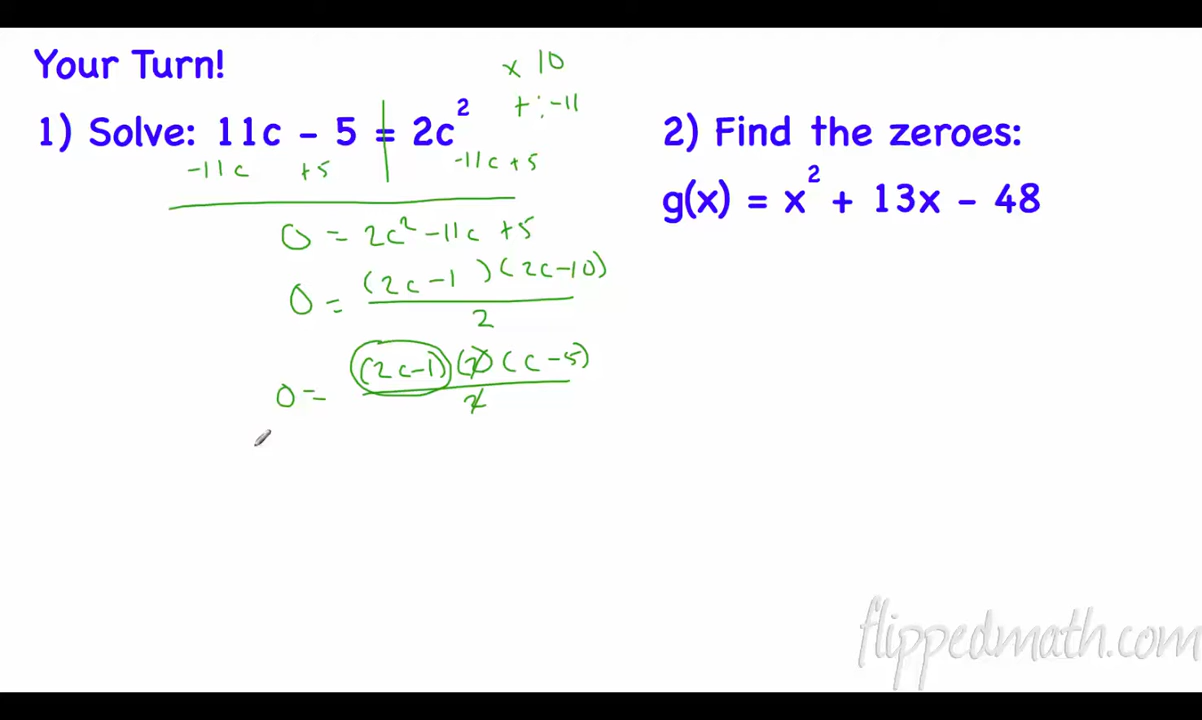 Your Turn!
x 10
+: -11
1) Solve: 11c - 5 = 2c²
-11c +5 -11c +5
0 = 2c² -11c +5
0 = (2c-1)(2c-10)
2
0 = (2c-1)(2)(c-5)
2
2) Find the zeroes:
g(x) = x² + 13x - 48
flippedmath.com